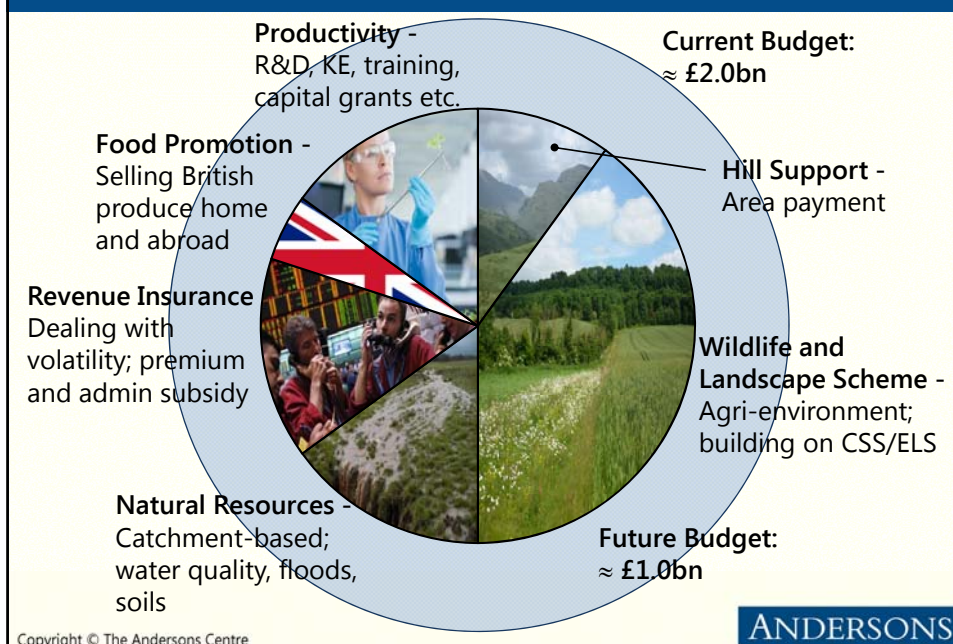 Productivity -
R&D, KE, training,
capital grants etc.
Current Budget:
≈ £2.0bn
Food Promotion -
Selling British
produce home
and abroad
Hill Support -
Area payment
Revenue Insurance
Dealing with
volatility; premium
and admin subsidy
Wildlife and
Landscape Scheme -
Agri-environment;
building on CSS/ELS
Natural Resources -
Catchment-based;
water quality, floods,
soils
Future Budget:
≈ £1.0bn
Copyright © The Andersons Centre
ANDERSONS